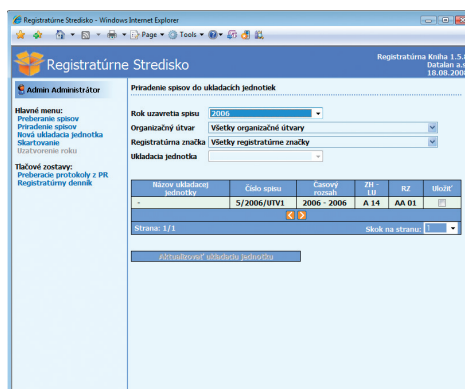 Registratúrne Stredisko - Windows Internet Explorer
Page Tools
Registratúrne Stredisko
Registratúrna Kniha 1.5.
Datalan a.s
18.08.200
Admin Administrátor
Hlavné menu:
Preberanie spisov
Priradenie spisov
Nová ukladacia jednotka
Skartovanie
Uzatvorenie roku
Tlačové zostavy:
Preberacie protokoly z PR
Registratúrny denník
Priradenie spisov do ukladacích jednotiek
Rok uzavretia spisu 2006
Organizačný útvar Všetky organizačné útvary
Registratúrna značka Všetky registratúrne značky
Ukladacia jednotka
Názov ukladacej jednotky Číslo spisu Časový rozsah ZH - LU RZ Uložiť
- 5/2006/UTV1 2006 - 2006 A 14 AA 01
Strana: 1/1 Skok na stranu: 1
Aktualizovať ukladaciu jednotku